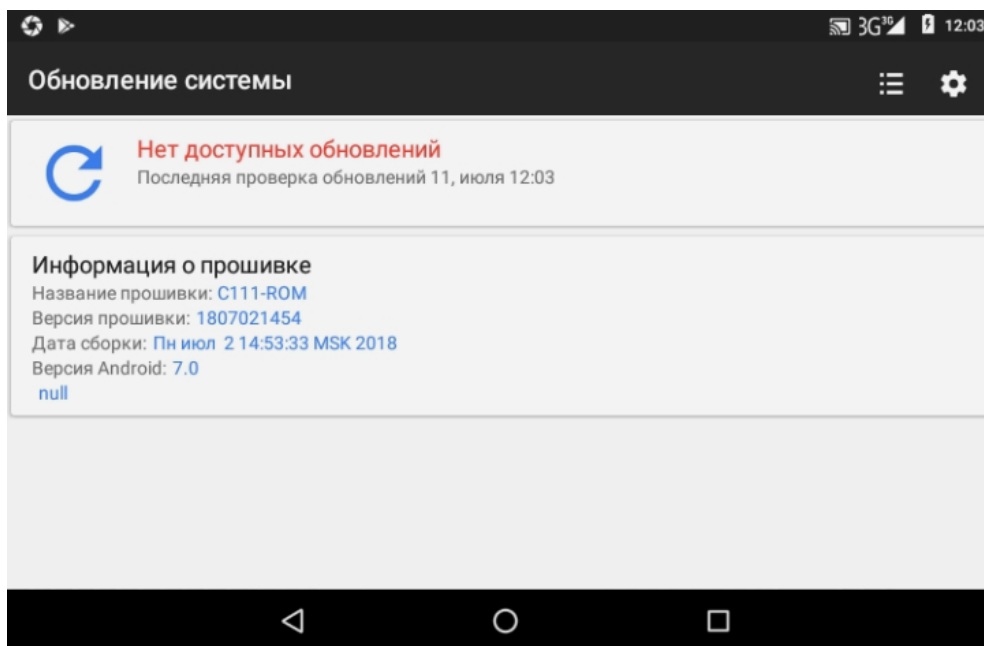 3G 3G 12:03
Обновление системы
Нет доступных обновлений
Последняя проверка обновлений 11, июля 12:03
Информация о прошивке
Название прошивки: C111-ROM
Версия прошивки: 1807021454
Дата сборки: Пн июл 2 14:53:33 MSK 2018
Версия Android: 7.0
null